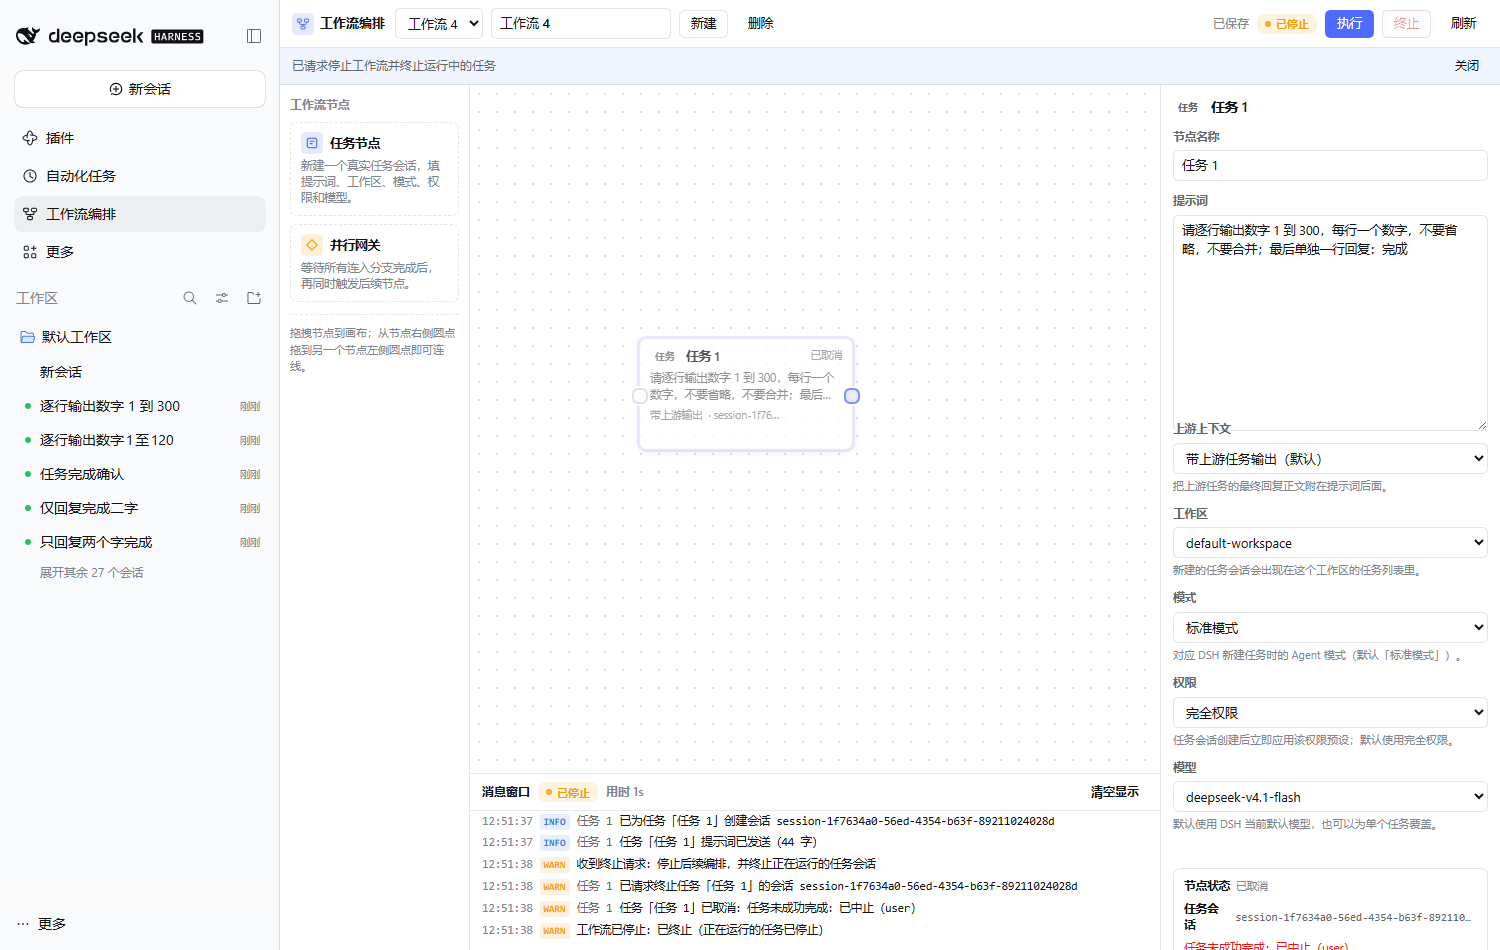 deepseek HARNESS
新会话
插件
自动化任务
工作流编排
更多
工作区
默认工作区
新会话
逐行输出数字 1 到 300 刚刚
逐行输出数字1至120 刚刚
任务完成确认 刚刚
仅回复完成二字 刚刚
只回复两个字完成 刚刚
展开其余 27 个会话
··· 更多
工作流编排 工作流 4 工作流 4 新建 删除 已保存 已停止 执行 终止 刷新
已请求停止工作流并终止运行中的任务 关闭
工作流节点
任务节点
新建一个真实任务会话，填
提示词、工作区、模式、权
限和模型。
并行网关
等待所有连入分支完成后，
再同时触发后续节点。
拖拽节点到画布；从节点右侧圆点
拖到另一个节点左侧圆点即可连
线。
任务 任务 1 已取消
请逐行输出数字 1 到 300，每行一个
数字，不要省略，不要合并；最后...
带上游输出 · session-1f76...
消息窗口 已停止 用时 1s 清空显示
12:51:37 INFO 任务 1 已为任务「任务 1」创建会话 session-1f7634a0-56ed-4354-b63f-89211024028d
12:51:37 INFO 任务 1 任务「任务 1」提示词已发送（44 字）
12:51:38 WARN 收到终止请求：停止后续编排，并终止正在运行的任务会话
12:51:38 WARN 任务 1 已请求终止任务「任务 1」的会话 session-1f7634a0-56ed-4354-b63f-89211024028d
12:51:38 WARN 任务 1 任务「任务 1」已取消：任务未成功完成：已中止（user）
12:51:38 WARN 工作流已停止：已终止（正在运行的任务已停止）
任务 任务 1
节点名称
任务 1
提示词
请逐行输出数字 1 到 300，每行一个数字，不要省
略，不要合并；最后单独一行回复：完成
上游上下文
带上游任务输出（默认）
把上游任务的最终回复正文附在提示词后面。
工作区
default-workspace
新建的任务会话会出现在这个工作区的任务列表里。
模式
标准模式
对应 DSH 新建任务时的 Agent 模式（默认「标准模式」）。
权限
完全权限
任务会话创建后立即应用该权限预设；默认使用完全权限。
模型
deepseek-v4.1-flash
默认使用 DSH 当前默认模型，也可以为单个任务覆盖。
节点状态 已取消
任务会
话 session-1f7634a0-56ed-4354-b63f-892110...
任务未成功完成：已中止（user）